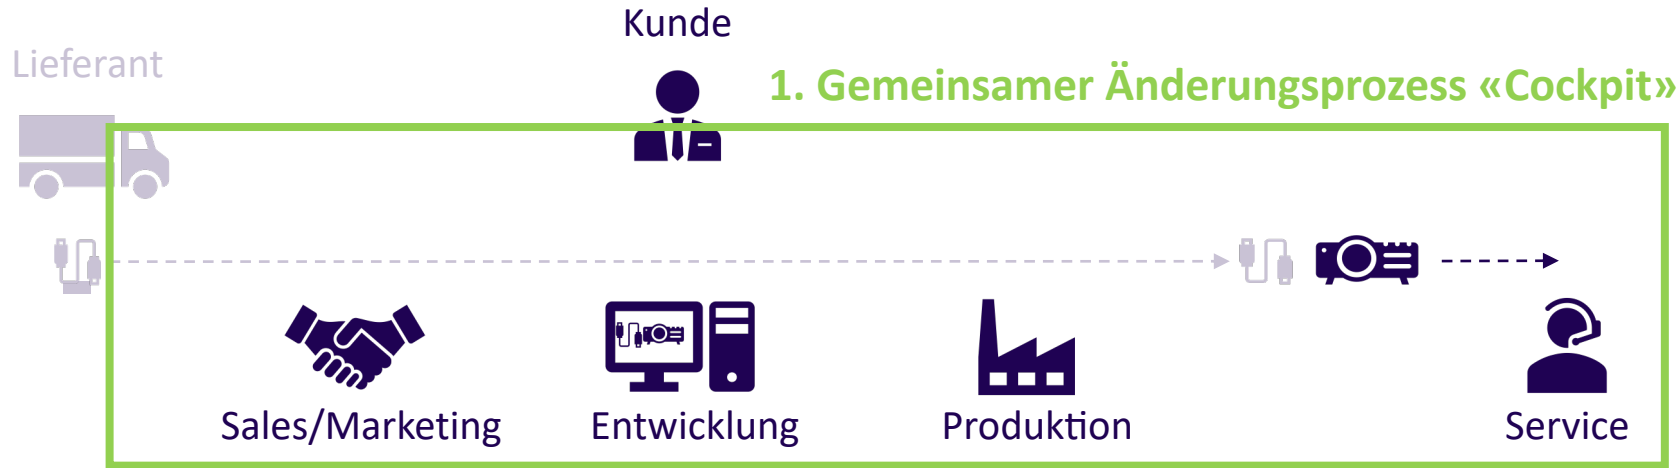 Kunde
Lieferant
1. Gemeinsamer Änderungsprozess «Cockpit»
Sales/Marketing
Entwicklung
Produktion
Service